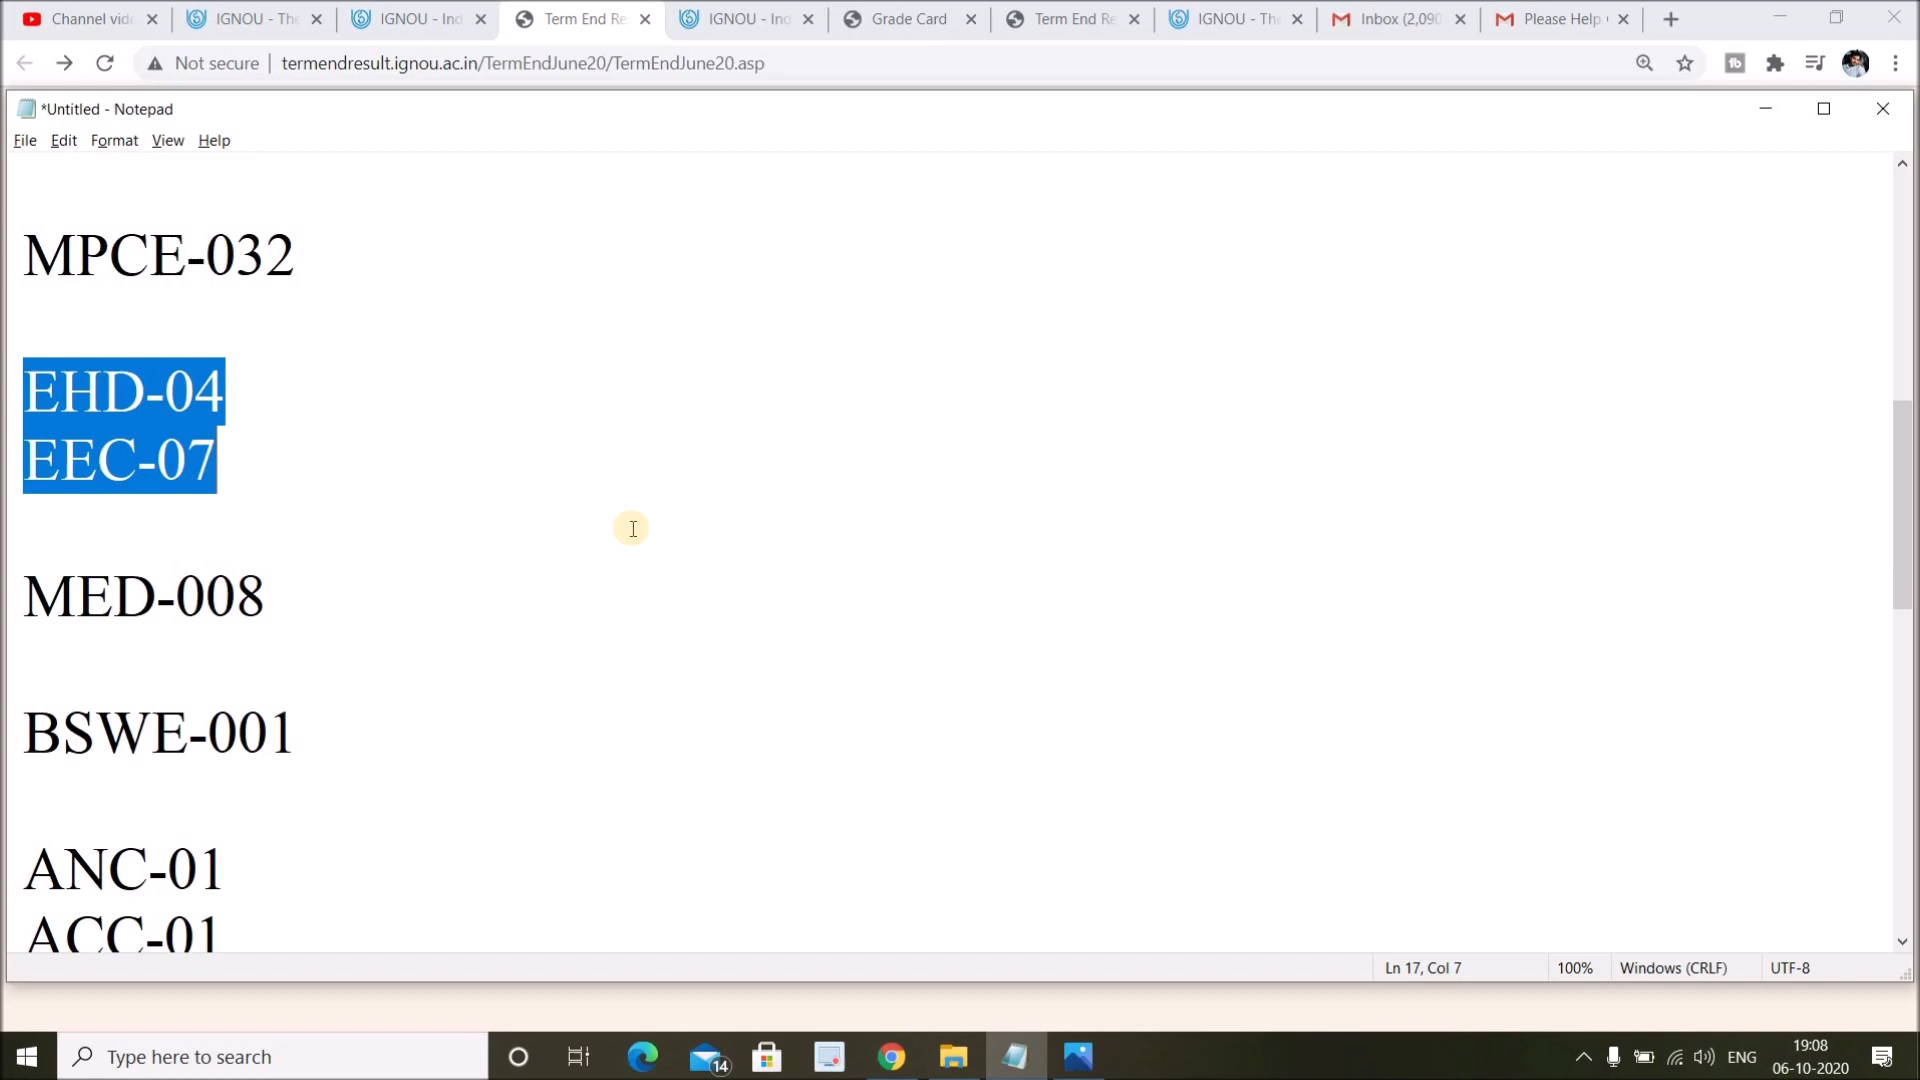 Channel vid
IGNOU - The
IGNOU - Ind
Term End Re
IGNOU - Ind
Grade Card
Term End Re
IGNOU - The
Inbox (2,090
Please Help
Not secure
termendresult.ignou.ac.in/TermEndJune20/TermEndJune20.asp
*Untitled - Notepad
File Edit Format View Help
MPCE-032
EHD-04
EEC-07
MED-008
BSWE-001
ANC-01
ACC-01
Ln 17, Col 7
100%
Windows (CRLF)
UTF-8
Type here to search
14
ENG
19:08
06-10-2020